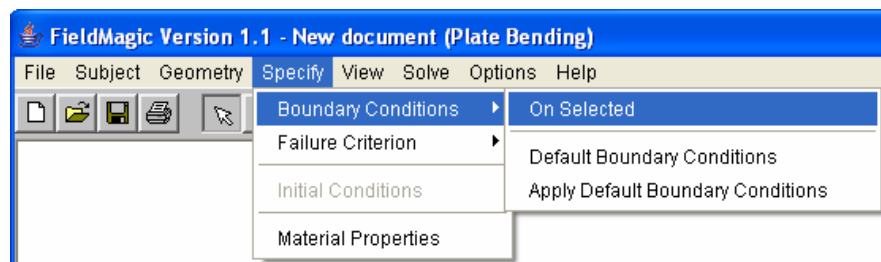 FieldMagic Version 1.1 - New document (Plate Bending)
File Subject Geometry Specify View Solve Options Help
Boundary Conditions On Selected
Failure Criterion Default Boundary Conditions
Initial Conditions Apply Default Boundary Conditions
Material Properties